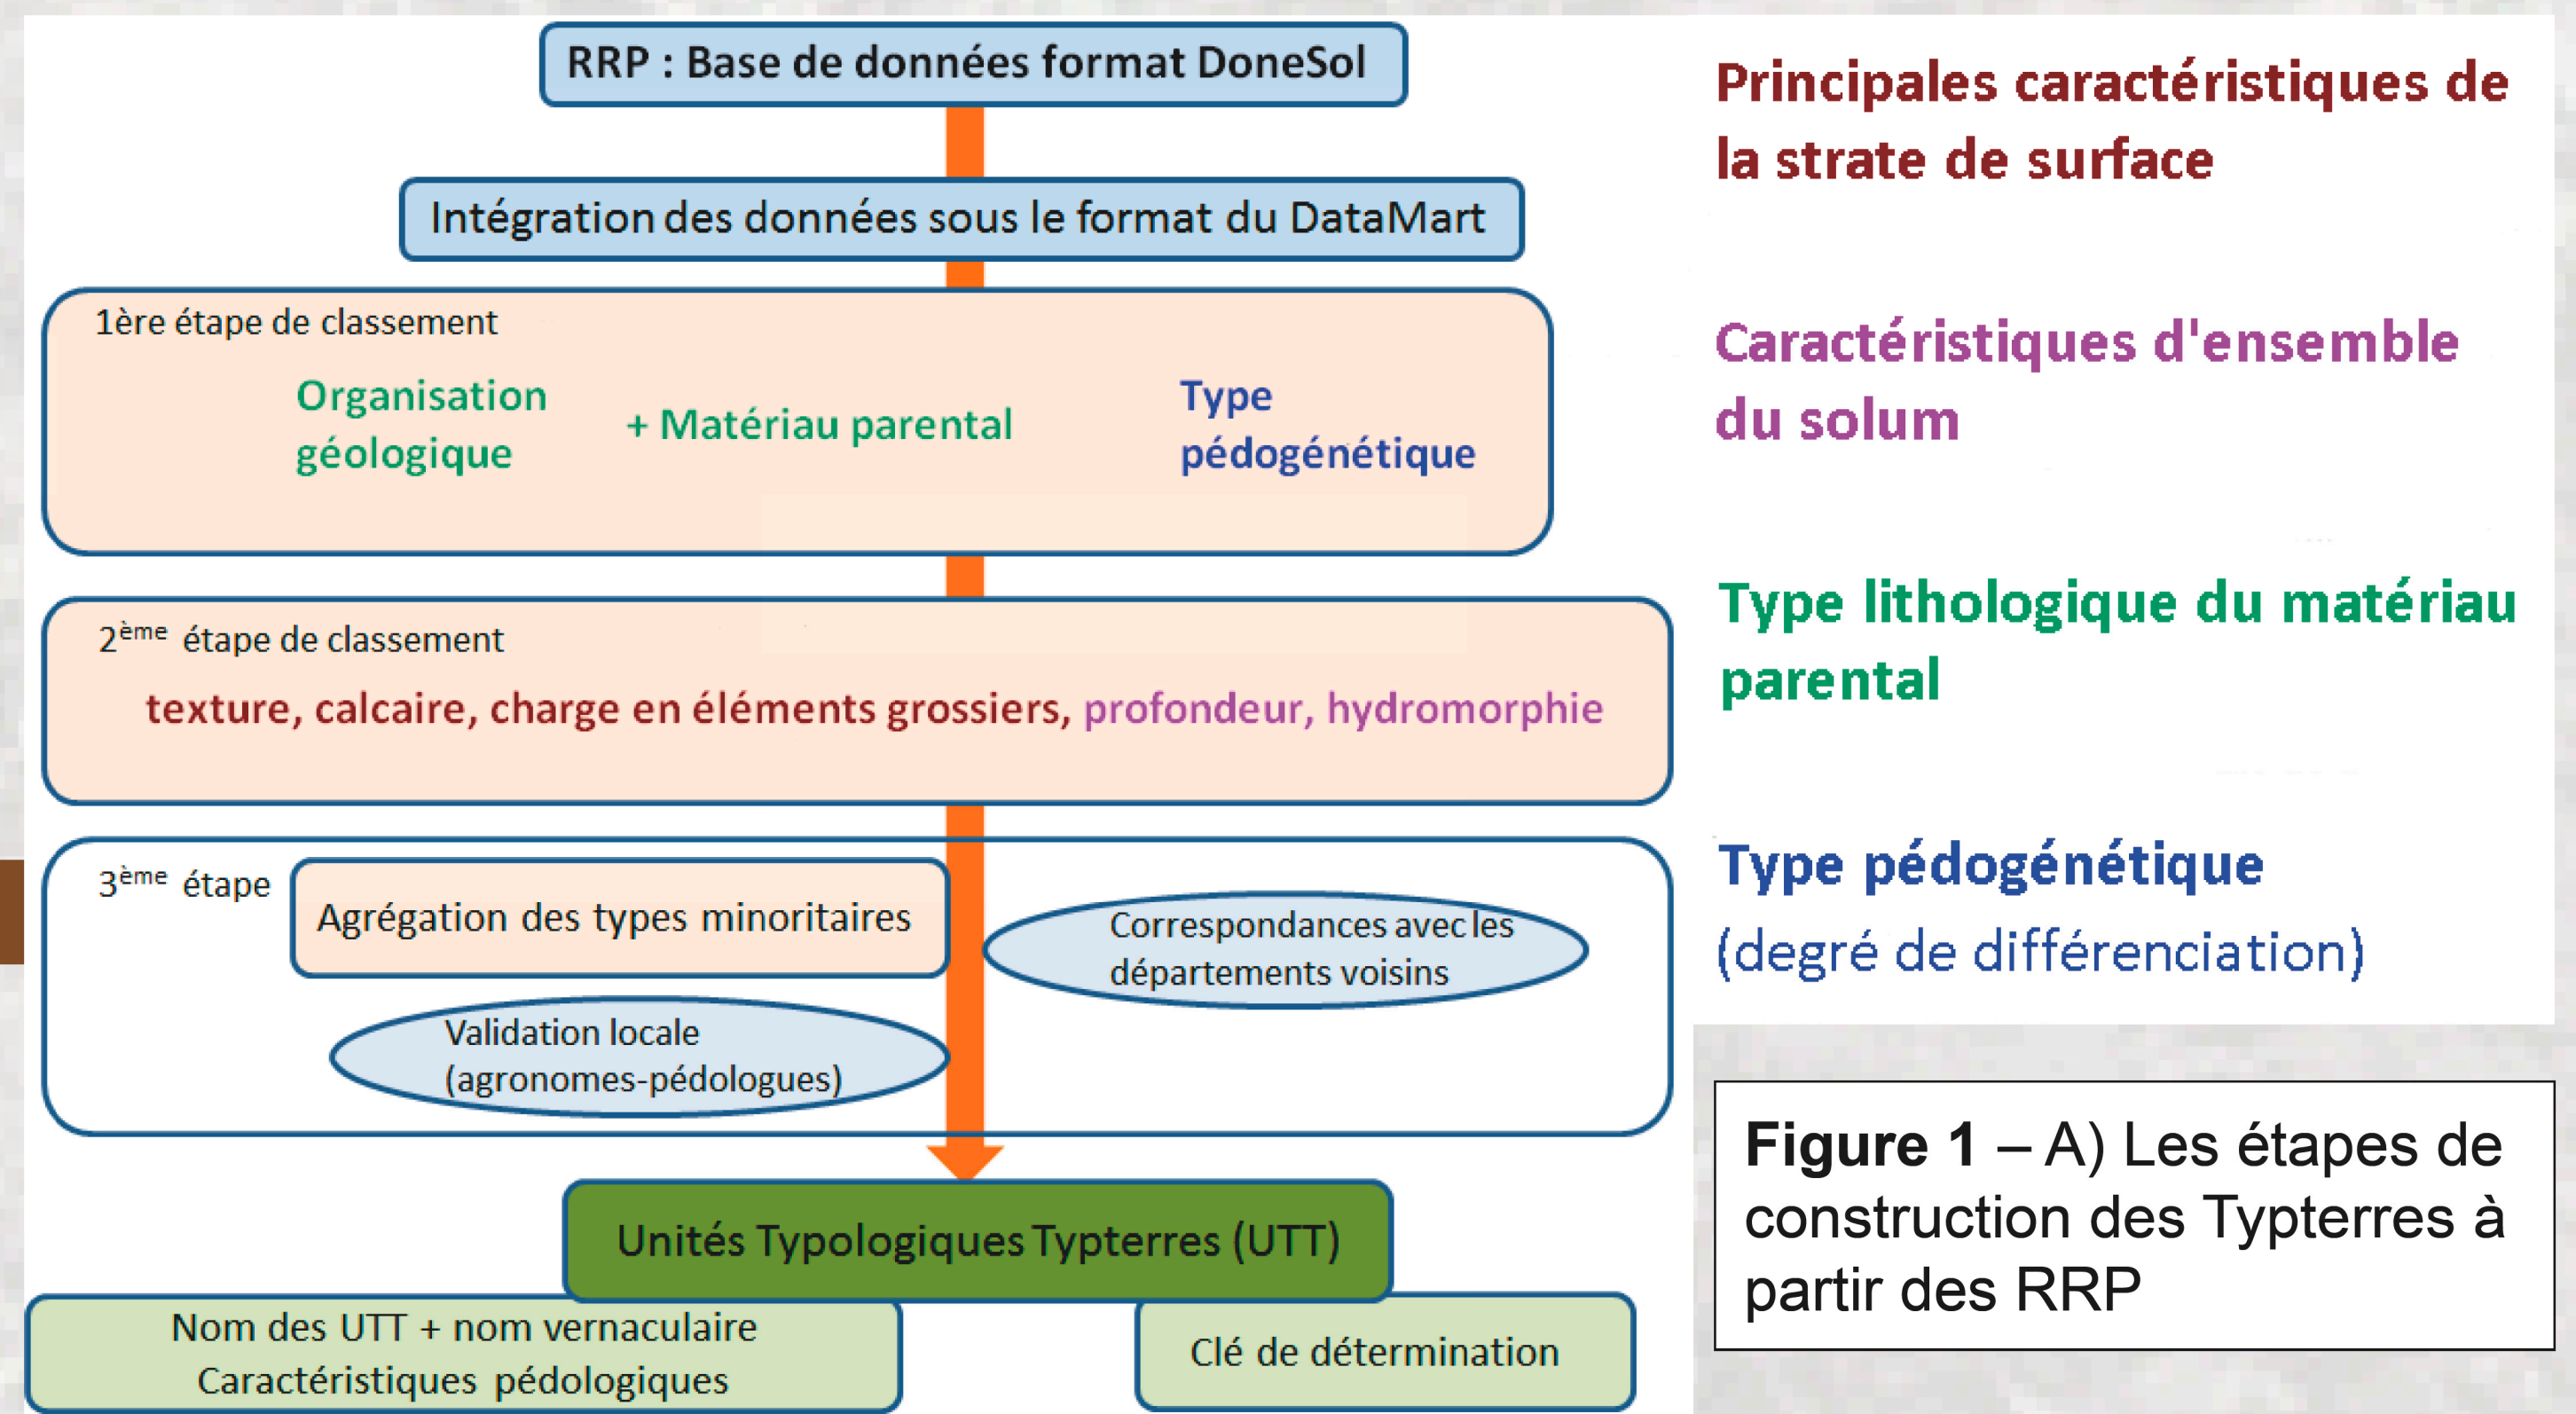 RRP : Base de données format DoneSol
Intégration des données sous le format du DataMart
1ère étape de classement
Organisation
géologique
+ Matériau parental
Type
pédogénétique
2ème étape de classement
texture, calcaire, charge en éléments grossiers, profondeur, hydromorphie
3ème étape
Agrégation des types minoritaires
Correspondances avec les
départements voisins
Validation locale
(agronomes-pédologues)
Unités Typologiques Typterres (UTT)
Nom des UTT + nom vernaculaire
Caractéristiques pédologiques
Clé de détermination
Principales caractéristiques de
la strate de surface
Caractéristiques d'ensemble
du solum
Type lithologique du matériau
parental
Type pédogénétique
(degré de différenciation)
Figure 1 – A) Les étapes de
construction des Typterres à
partir des RRP